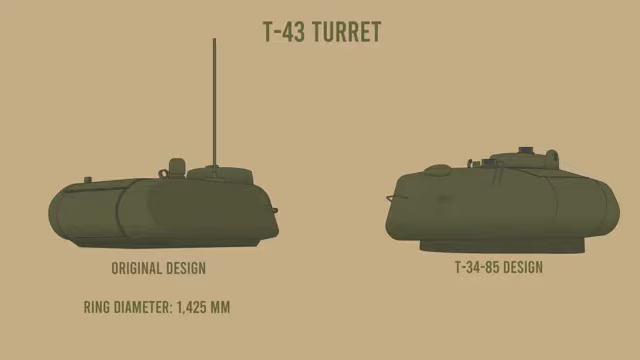 T-43 TURRET
ORIGINAL DESIGN
T-34-85 DESIGN
RING DIAMETER: 1,425 MM